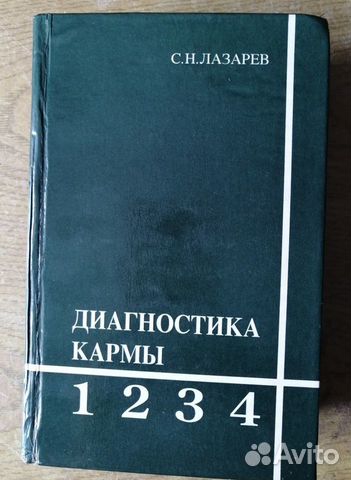 С.Н.ЛАЗАРЕВ
ДИАГНОСТИКА
КАРМЫ
1 2 3 4
Avito